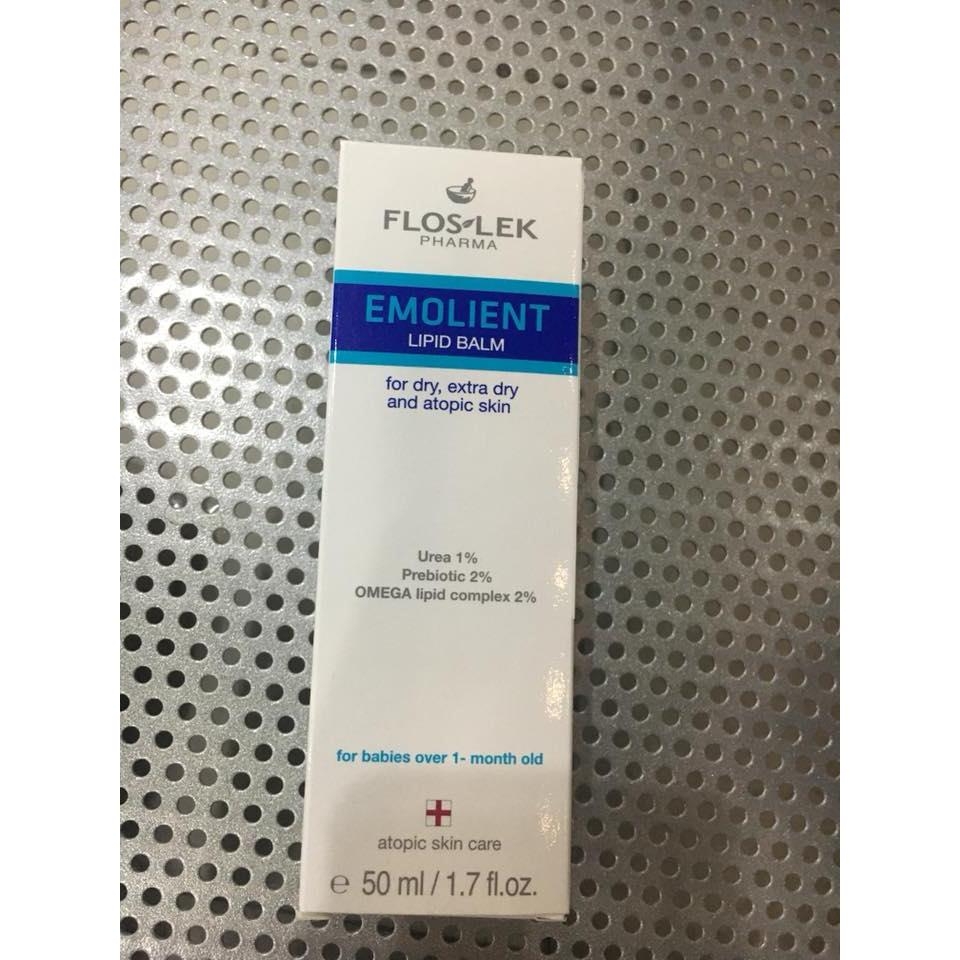 FLOS LEK
PHARMA
EMOLIENT
LIPID BALM
for dry, extra dry
and atopic skin
Urea 1%
Prebiotic 2%
OMEGA lipid complex 2%
for babies over 1- month old
atopic skin care
℮ 50 ml / 1.7 fl.oz.